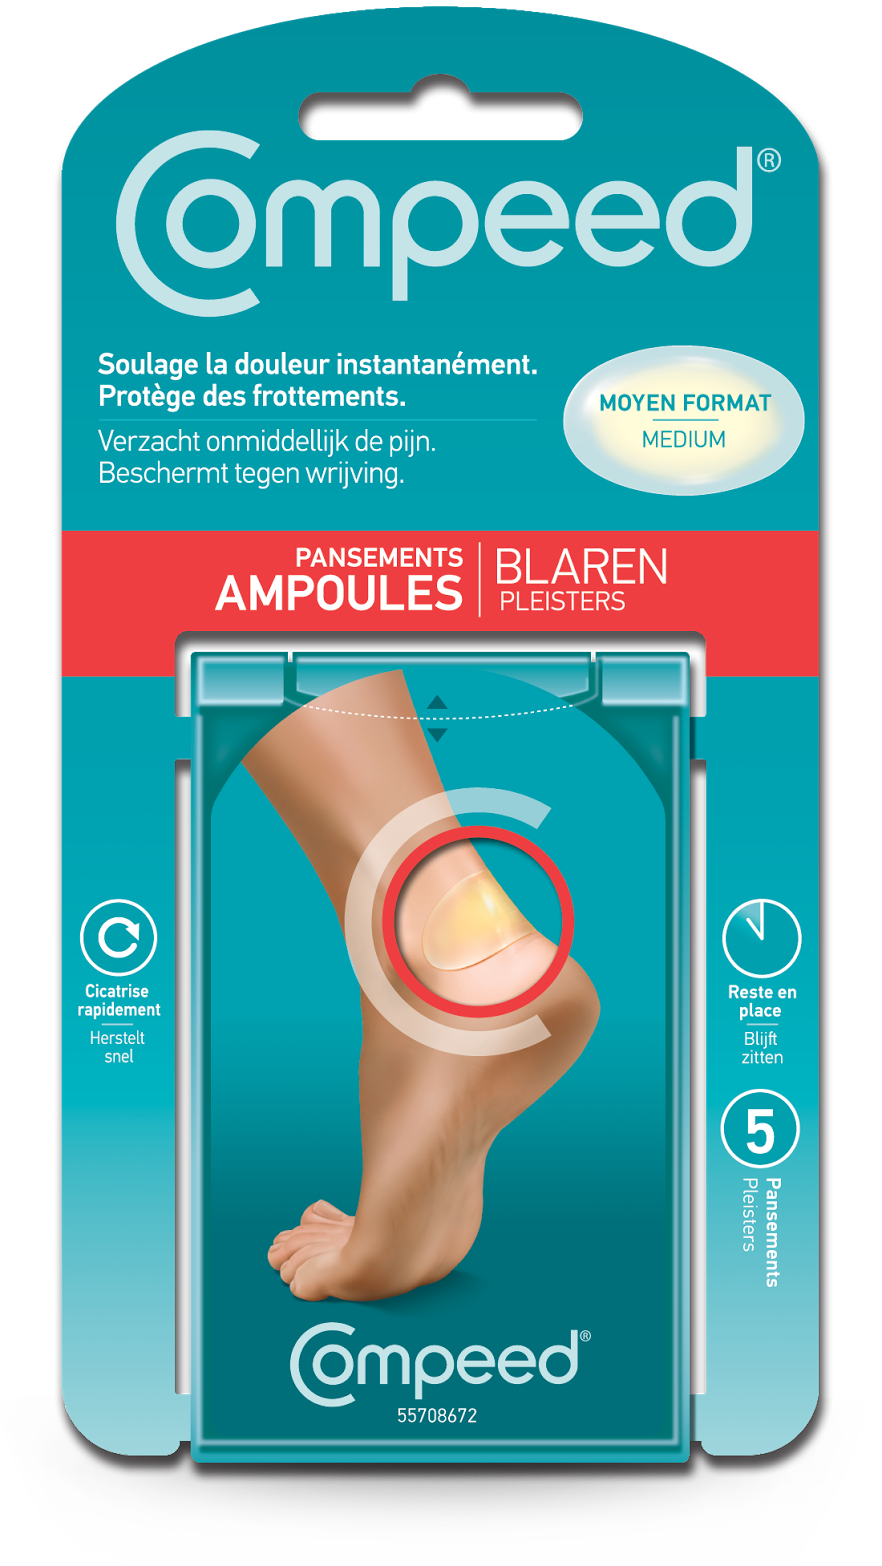 Compeed®
Soulage la douleur instantanément.
Protège des frottements.
Verzacht onmiddellijk de pijn.
Beschermt tegen wrijving.
MOYEN FORMAT
MEDIUM
PANSEMENTS
AMPOULES
BLAREN
PLEISTERS
Cicatrise
rapidement
Herstelt
snel
Reste en
place
Blijft
zitten
5
Pansements
Pleisters
Compeed®
55708672